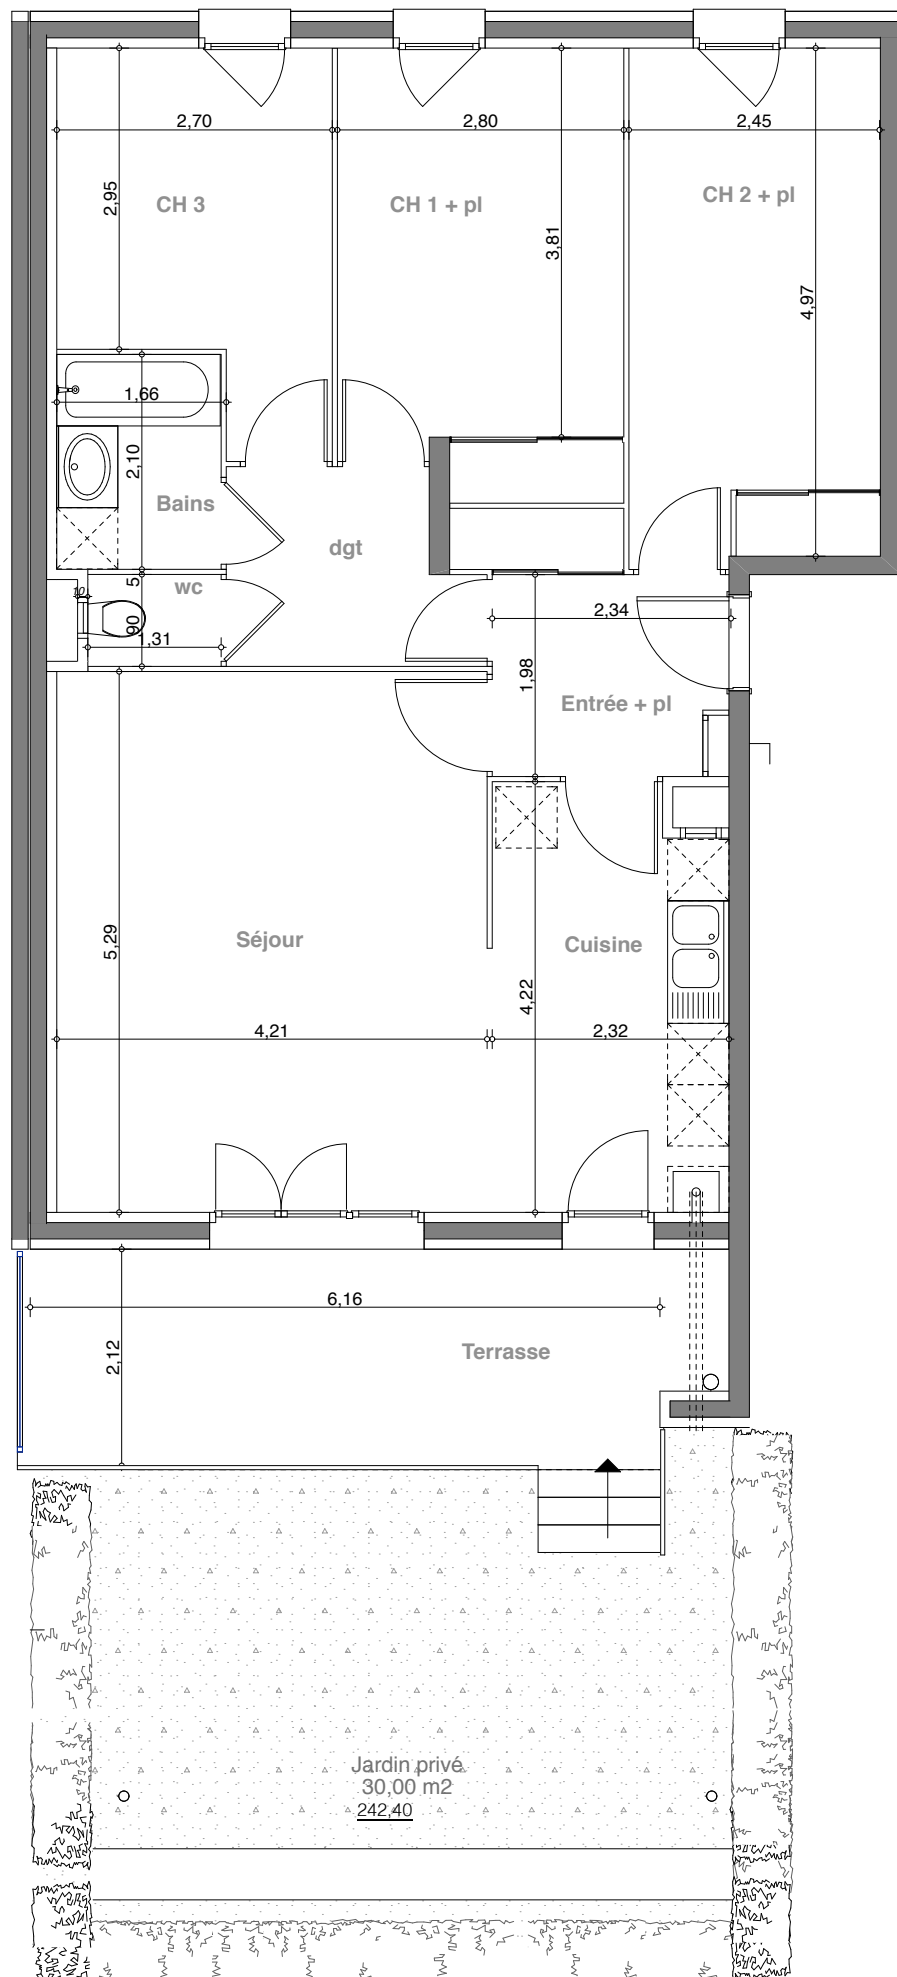 2,70
2,80
2,45
2,95
CH 3
CH 1 + pl
CH 2 + pl
3,81
4,97
1,66
2,10
Bains
dgt
5
wc
10
90
1,31
2,34
1,98
Entrée + pl
5,29
Séjour
Cuisine
4,22
4,21
2,32
6,16
2,12
Terrasse
Jardin privé
30,00 m2
242,40